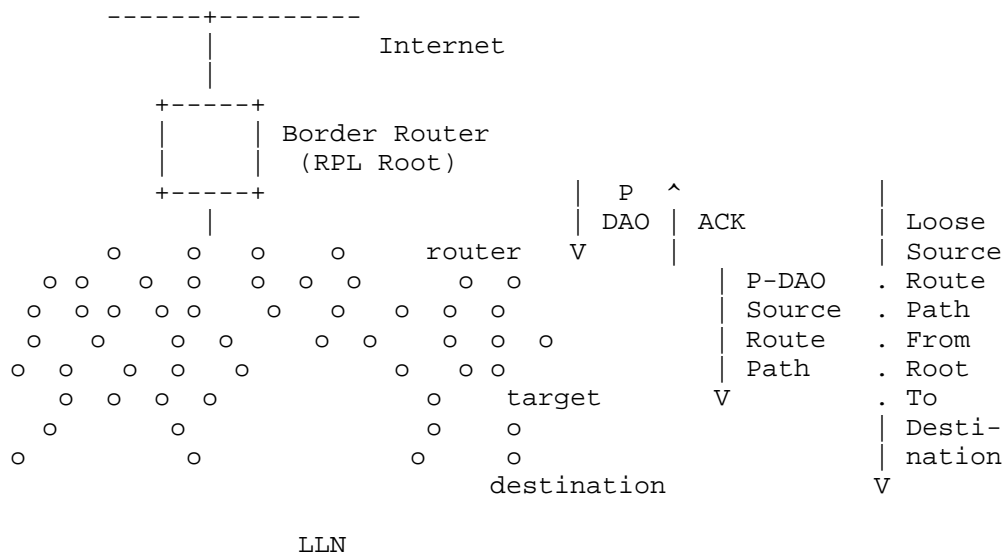 ------+---------
|          Internet
|
+-----+
|     | Border Router
|     |  (RPL Root)
+-----+                      |  P  ^            |
|                       | DAO | ACK        | Loose
o    o   o    o     router   V     |            | Source
o o   o  o   o  o  o      o  o             | P-DAO   . Route
o  o o  o o    o   o   o  o  o             | Source  . Path
o   o    o  o     o  o    o  o  o          | Route   . From
o  o   o  o   o         o   o o             | Path    . Root
o  o  o  o             o   target       V         . To
o       o               o    o                      | Desti-
o          o             o     o                      | nation
destination             V
LLN